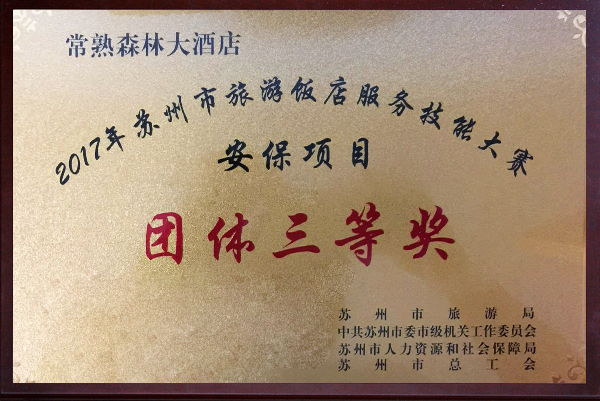 常熟森林大酒店
2017年苏州市旅游饭店服务技能大赛
安保项目
团体三等奖
苏州市旅游局
中共苏州市委市级机关工作委员会
苏州市人力资源和社会保障局
苏州市总工会